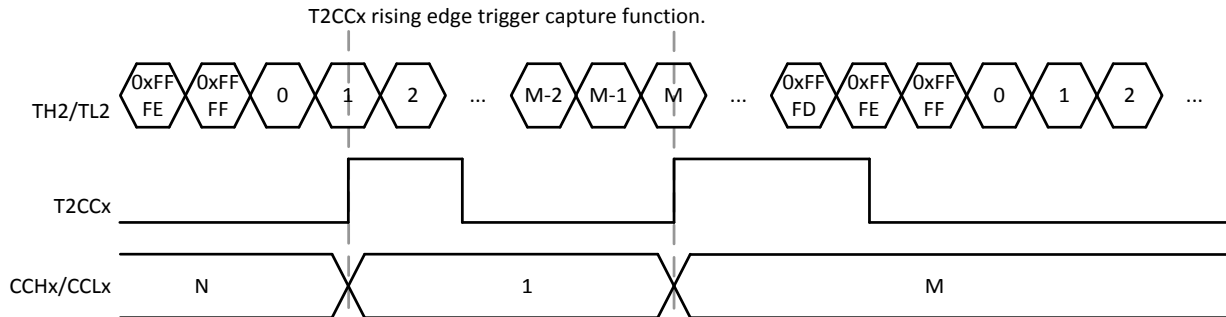 T2CCx rising edge trigger capture function.
TH2/TL2
0xFF FE 0xFF FF 0 1 2 ... M-2 M-1 M ... 0xFF FD 0xFF FE 0xFF FF 0 1 2 ...
T2CCx
CCHx/CCLx
N 1 M